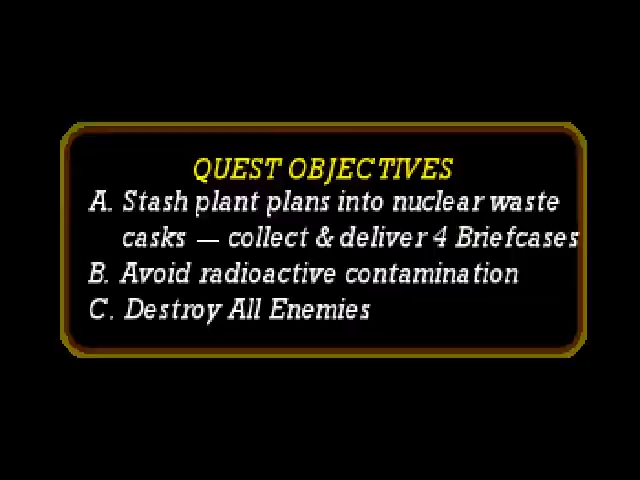 QUEST OBJECTIVES
A. Stash plant plans into nuclear waste
casks — collect & deliver 4 Briefcases
B. Avoid radioactive contamination
C. Destroy All Enemies